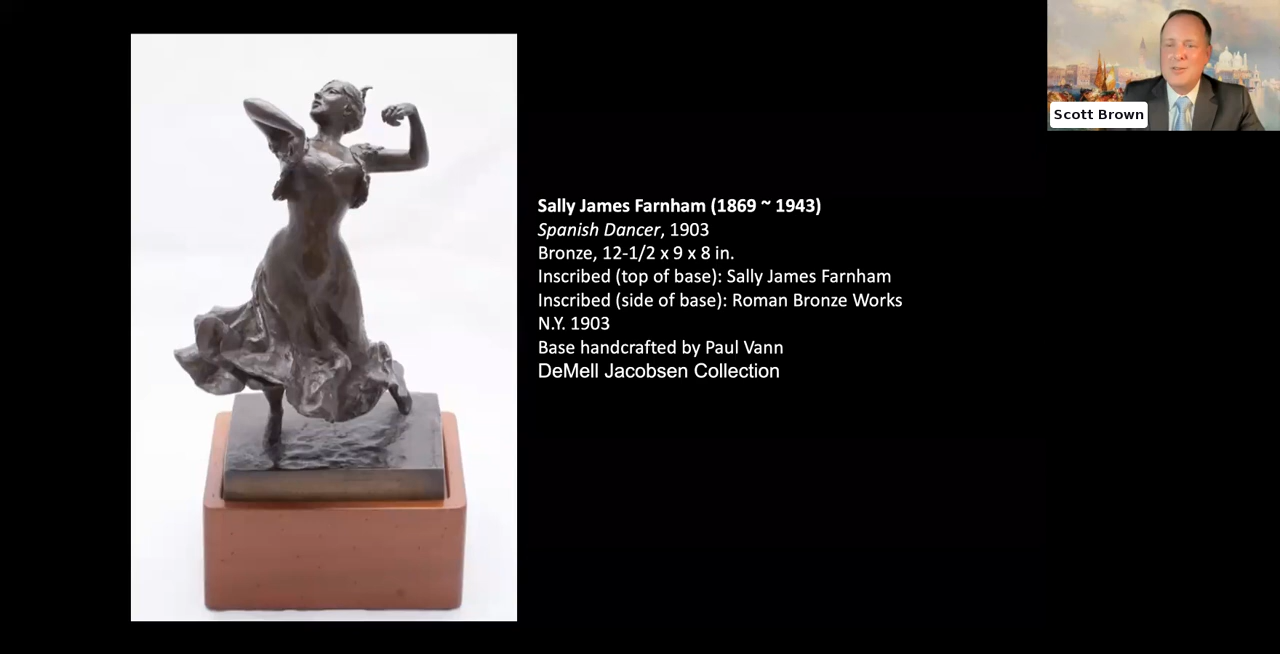 Scott Brown
Sally James Farnham (1869 ~ 1943)
Spanish Dancer, 1903
Bronze, 12-1/2 x 9 x 8 in.
Inscribed (top of base): Sally James Farnham
Inscribed (side of base): Roman Bronze Works
N.Y. 1903
Base handcrafted by Paul Vann
DeMell Jacobsen Collection